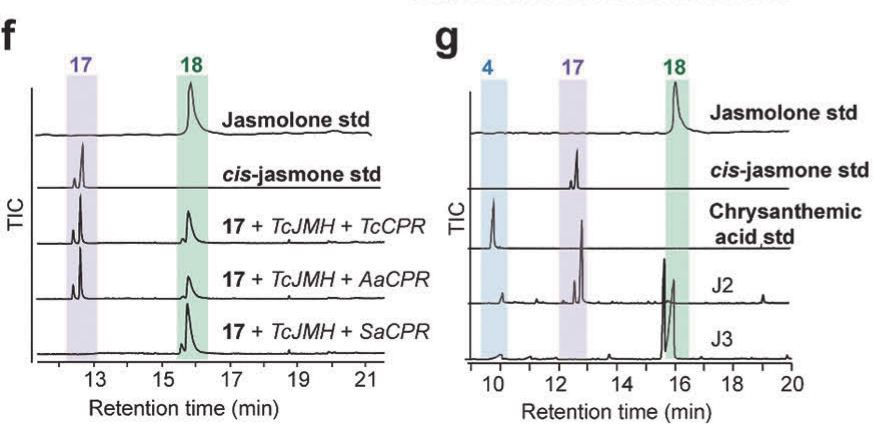 f
17
18
Jasmolone std
cis-jasmone std
17 + TcJMH + TcCPR
17 + TcJMH + AaCPR
17 + TcJMH + SaCPR
TIC
13 15 17 19 21
Retention time (min)
g
4
17
18
Jasmolone std
cis-jasmone std
Chrysanthemic
acid std
J2
J3
TIC
10 12 14 16 18 20
Retention time (min)